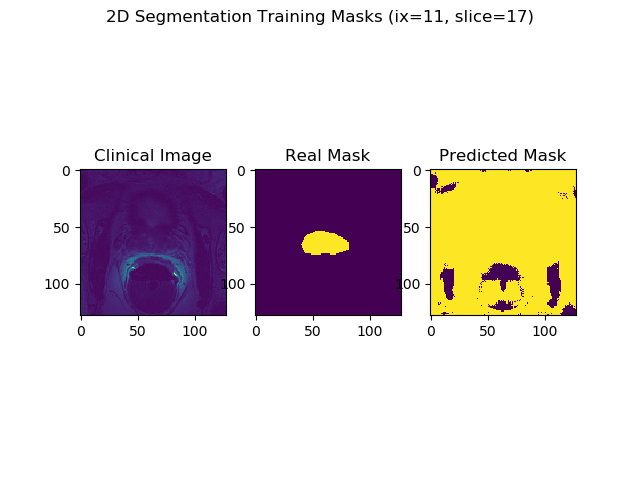 2D Segmentation Training Masks (ix=11, slice=17)
Clinical Image Real Mask Predicted Mask
0 0 0
50 50 50
100 100 100
0 50 100 0 50 100 0 50 100